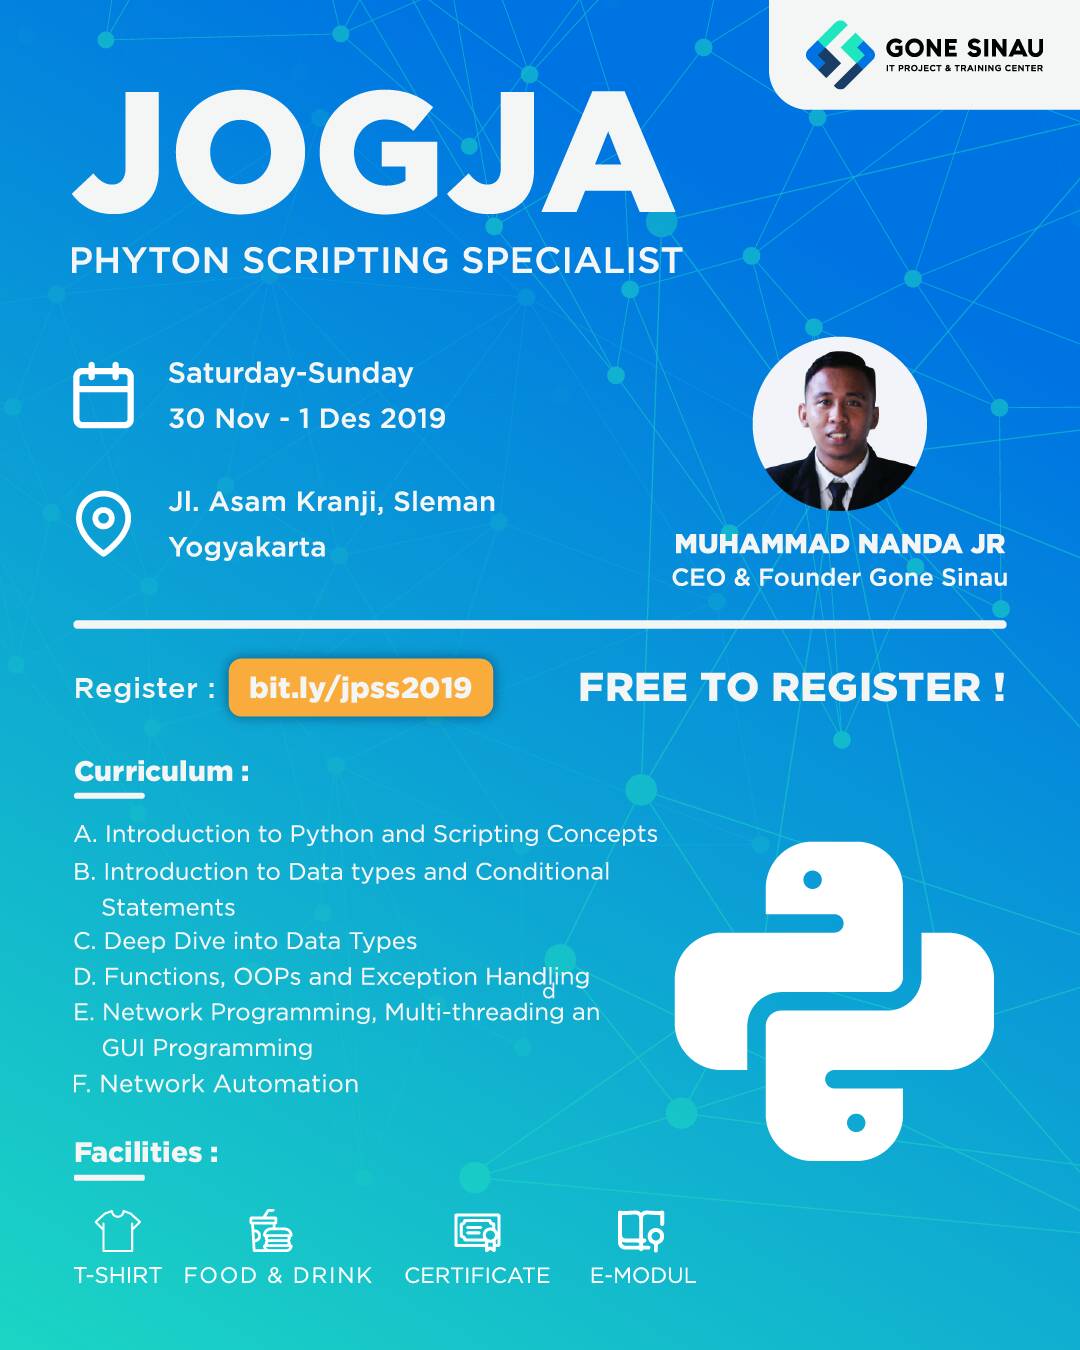 GONE SINAU
IT PROJECT & TRAINING CENTER
JOGJA
PHYTON SCRIPTING SPECIALIST
Saturday-Sunday
30 Nov - 1 Des 2019
Jl. Asam Kranji, Sleman
Yogyakarta
MUHAMMAD NANDA JR
CEO & Founder Gone Sinau
Register : bit.ly/jpss2019
FREE TO REGISTER !
Curriculum :
A. Introduction to Python and Scripting Concepts
B. Introduction to Data types and Conditional
Statements
C. Deep Dive into Data Types
D. Functions, OOPs and Exception Handling
d
E. Network Programming, Multi-threading an
GUI Programming
F. Network Automation
Facilities :
T-SHIRT
FOOD & DRINK
CERTIFICATE
E-MODUL